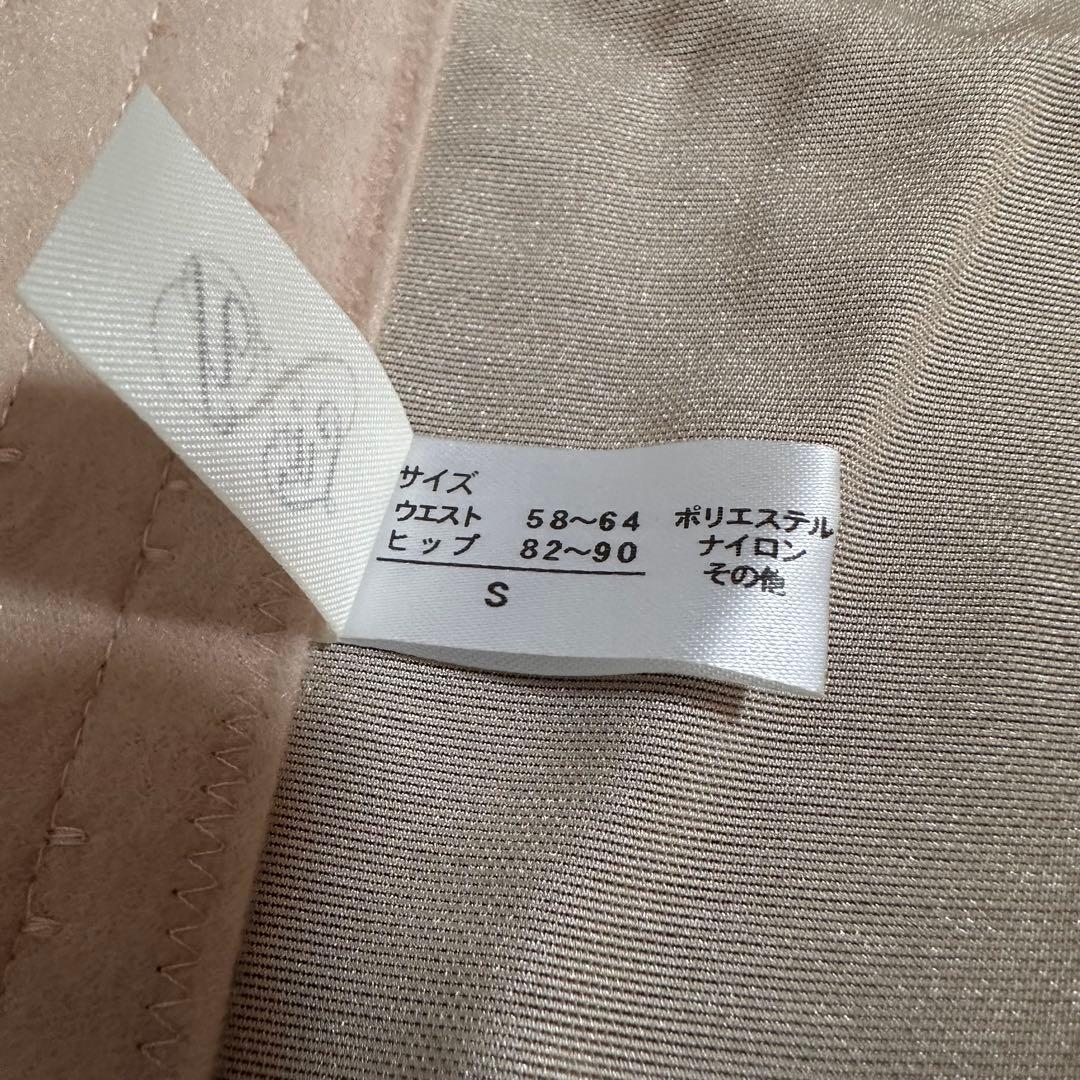 サイズ
ウエスト 58〜64
ヒップ 82〜90
S
ポリエステル
ナイロン
その他